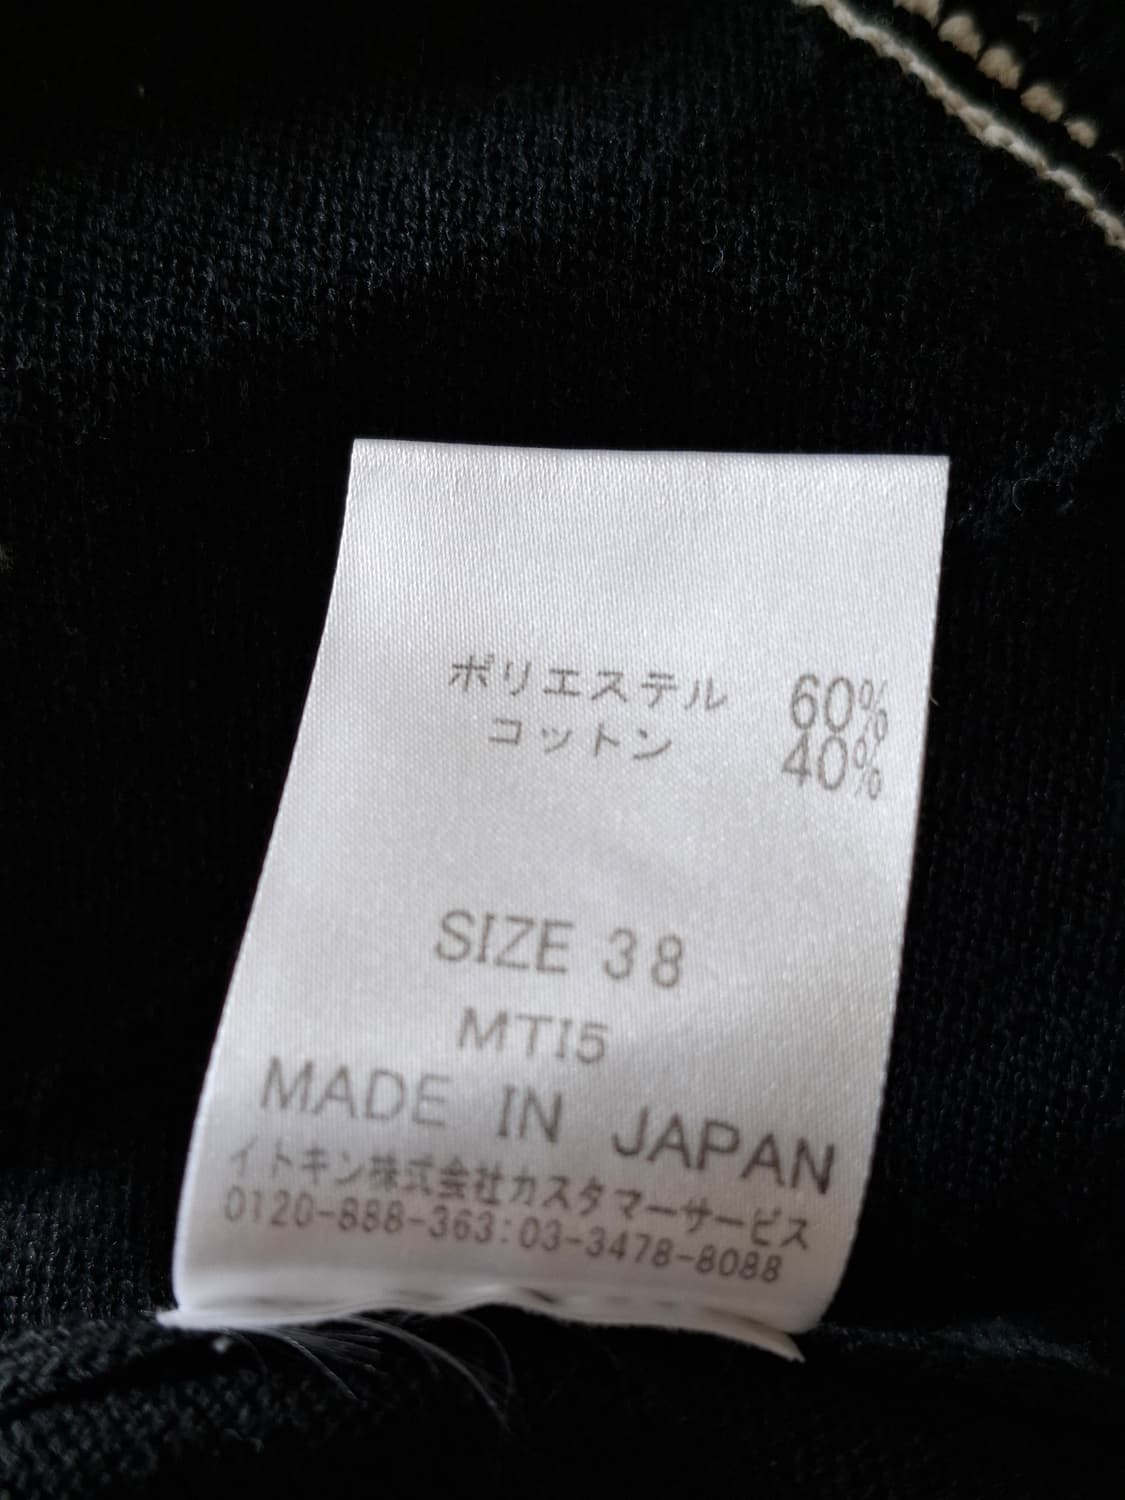 ポリエステル 60%
コットン 40%
SIZE 38
MTI5
MADE IN JAPAN
イトキン株式会社カスタマーサービス
0120-888-363:03-3478-8088